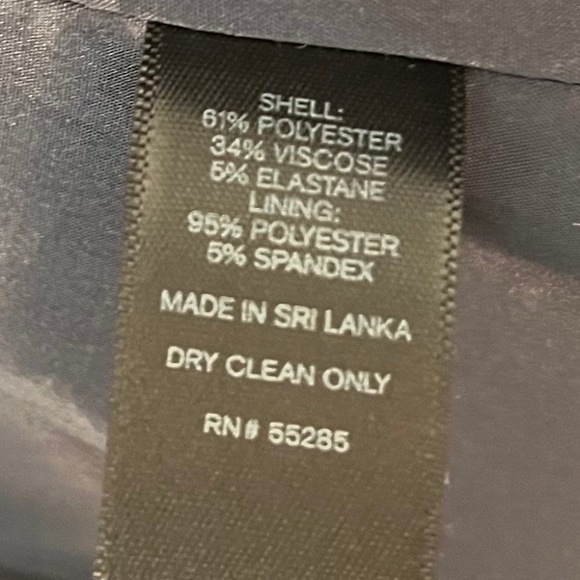 SHELL:
61% POLYESTER
34% VISCOSE
5% ELASTANE
LINING:
95% POLYESTER
5% SPANDEX
MADE IN SRI LANKA
DRY CLEAN ONLY
RN# 55285